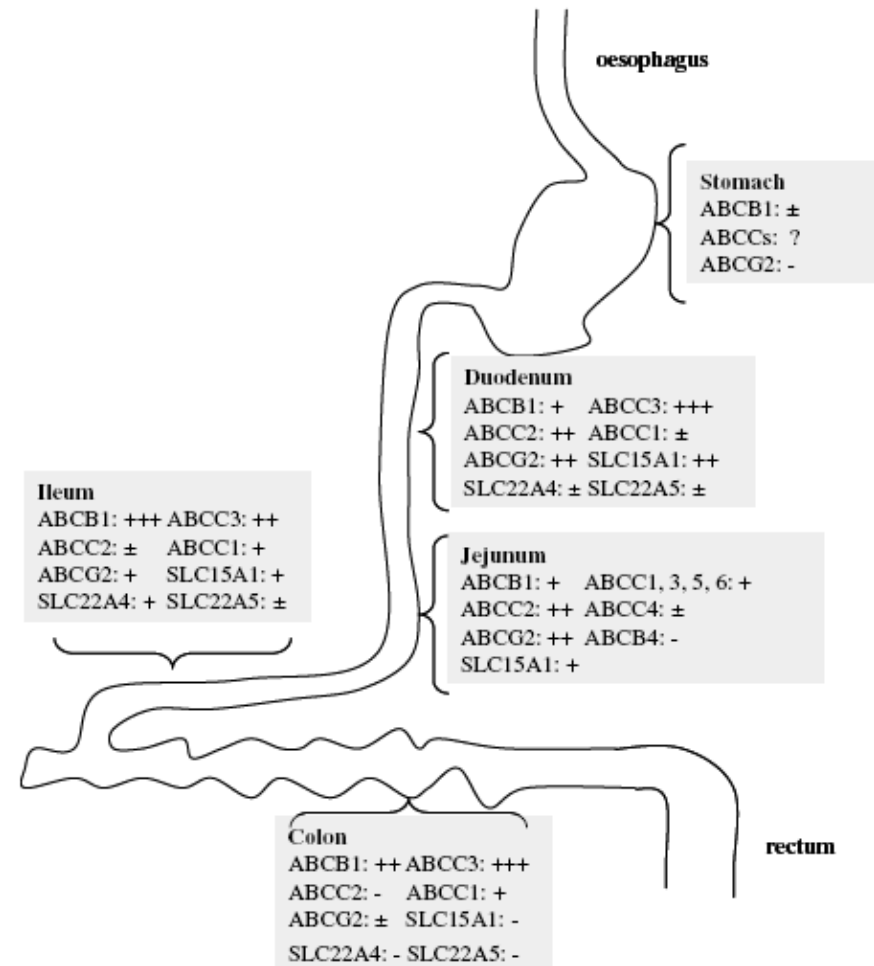 oesophagus
Stomach
ABCB1: ±
ABCCs: ?
ABCG2: -
Duodenum
ABCB1: + ABCC3: +++
ABCC2: ++ ABCC1: ±
ABCG2: ++ SLC15A1: ++
SLC22A4: ± SLC22A5: ±
Ileum
ABCB1: +++ ABCC3: ++
ABCC2: ± ABCC1: +
ABCG2: + SLC15A1: +
SLC22A4: + SLC22A5: ±
Jejunum
ABCB1: + ABCC1, 3, 5, 6: +
ABCC2: ++ ABCC4: ±
ABCG2: ++ ABCB4: -
SLC15A1: +
Colon
ABCB1: ++ ABCC3: +++
ABCC2: - ABCC1: +
ABCG2: ± SLC15A1: -
SLC22A4: - SLC22A5: -
rectum